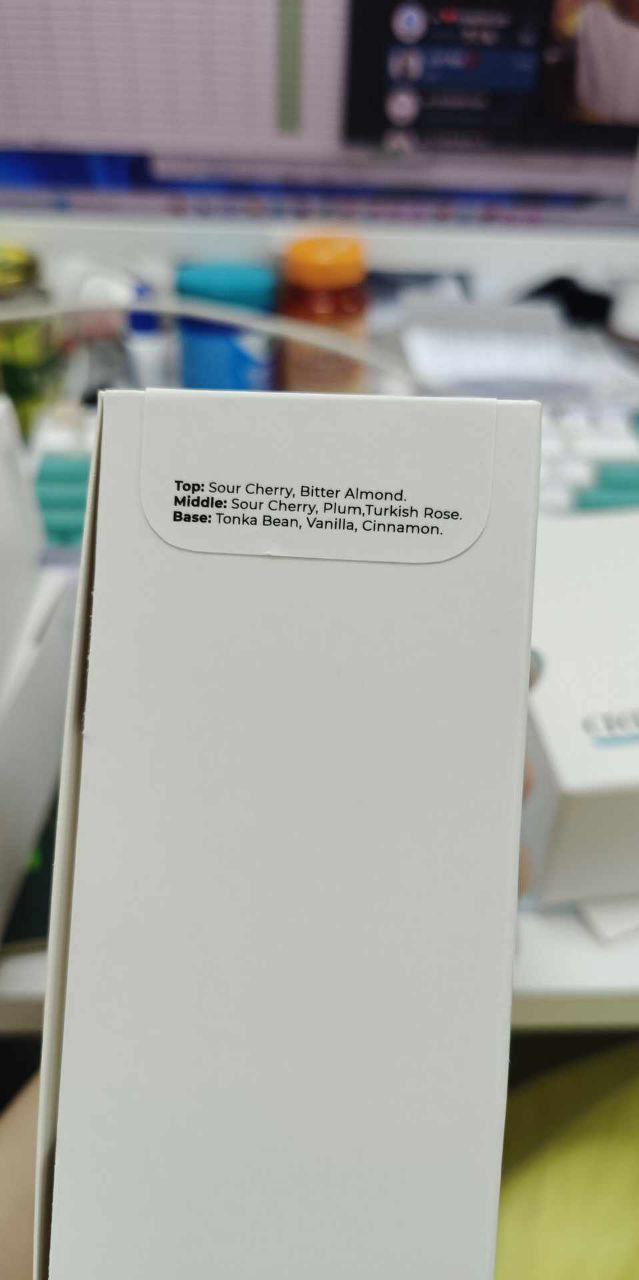 Top: Sour Cherry, Bitter Almond.
Middle: Sour Cherry, Plum,Turkish Rose.
Base: Tonka Bean, Vanilla, Cinnamon.